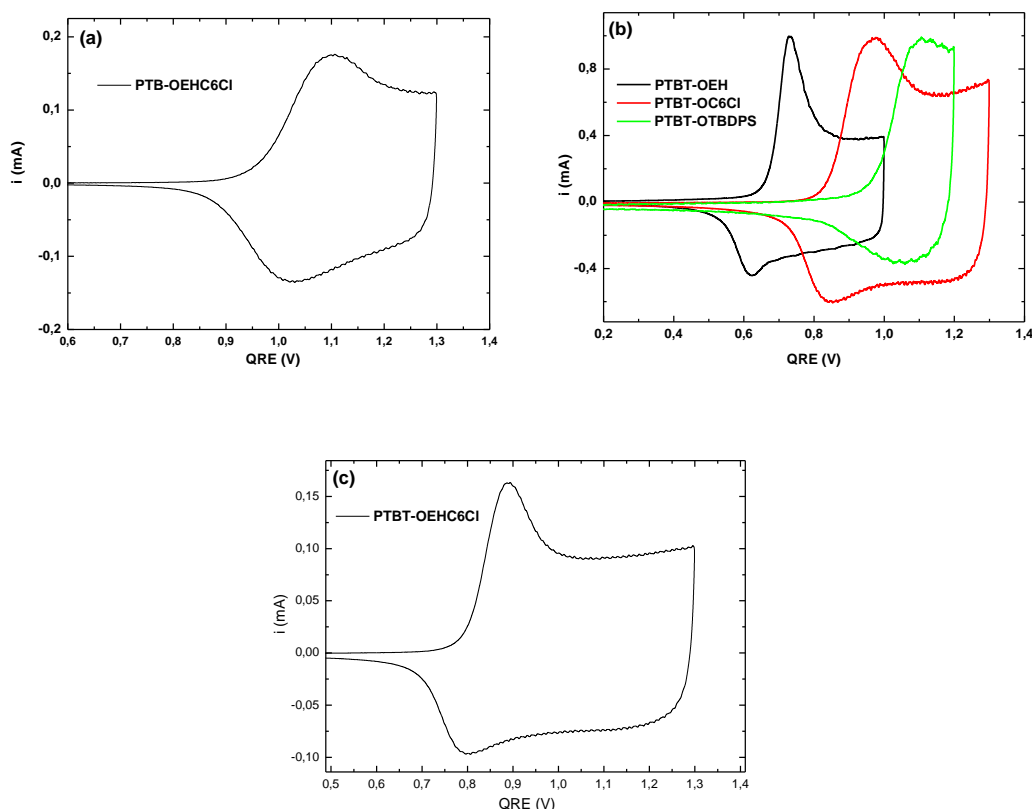 (a)
PTB-OEHC6Cl
i (mA)
0,2
0,1
0,0
-0,1
-0,2
0,6 0,7 0,8 0,9 1,0 1,1 1,2 1,3 1,4
QRE (V)
(b)
PTBT-OEH
PTBT-OC6Cl
PTBT-OTBDPS
i (mA)
0,8
0,4
0,0
-0,4
0,2 0,4 0,6 0,8 1,0 1,2 1,4
QRE (V)
(c)
PTBT-OEHC6Cl
i (mA)
0,15
0,10
0,05
0,00
-0,05
-0,10
0,5 0,6 0,7 0,8 0,9 1,0 1,1 1,2 1,3 1,4
QRE (V)